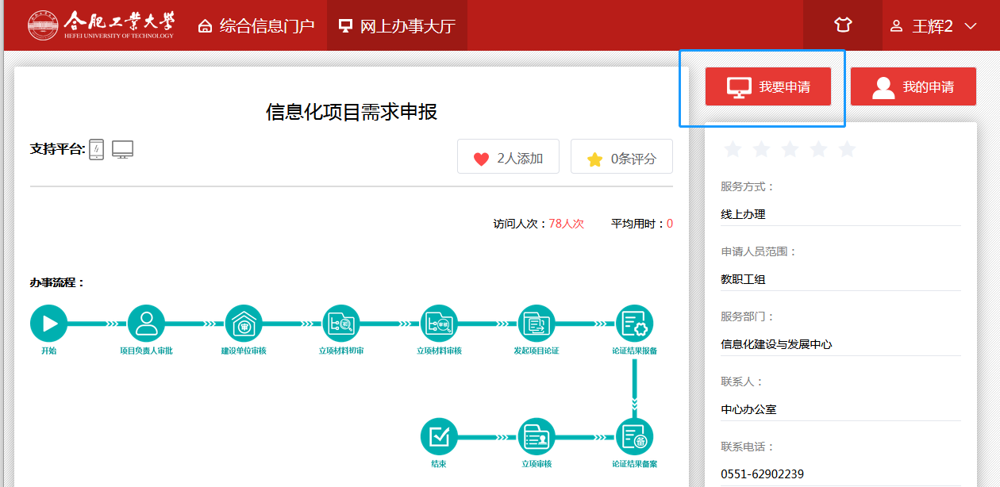 合肥工業大學
HEFEI UNIVERSITY OF TECHNOLOGY
综合信息门户
网上办事大厅
王辉2
信息化项目需求申报
支持平台:
2人添加
0条评分
访问人次：78人次
平均用时：0
办事流程：
开始
项目负责人审批
建设单位审核
立项材料初审
立项材料审核
发起项目论证
论证结果报备
结束
立项审核
论证结果备案
我要申请
我的申请
服务方式：
线上办理
申请人员范围：
教职工组
服务部门：
信息化建设与发展中心
联系人：
中心办公室
联系电话：
0551-62902239